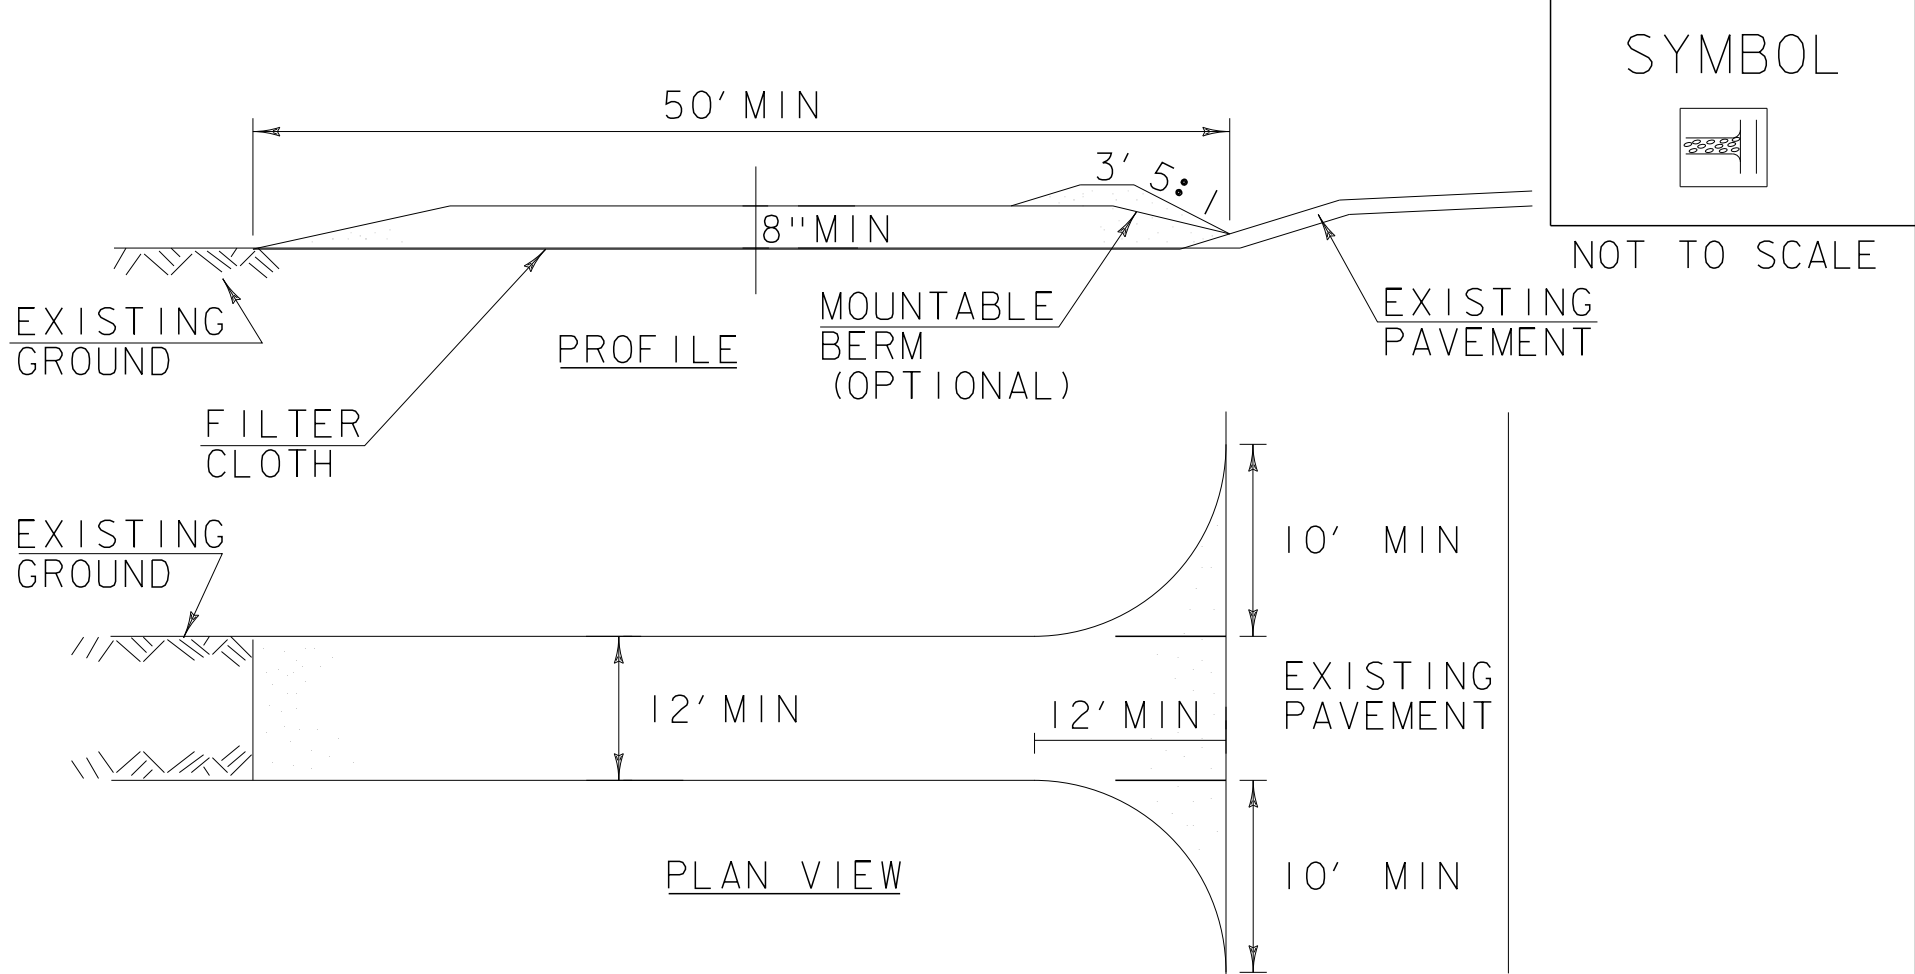 SYMBOL
50' MIN
3' 5:1
8" MIN
NOT TO SCALE
EXISTING
GROUND
PROFILE
MOUNTABLE
BERM
(OPTIONAL)
EXISTING
PAVEMENT
FILTER
CLOTH
EXISTING
GROUND
10' MIN
12' MIN
12' MIN
EXISTING
PAVEMENT
PLAN VIEW
10' MIN